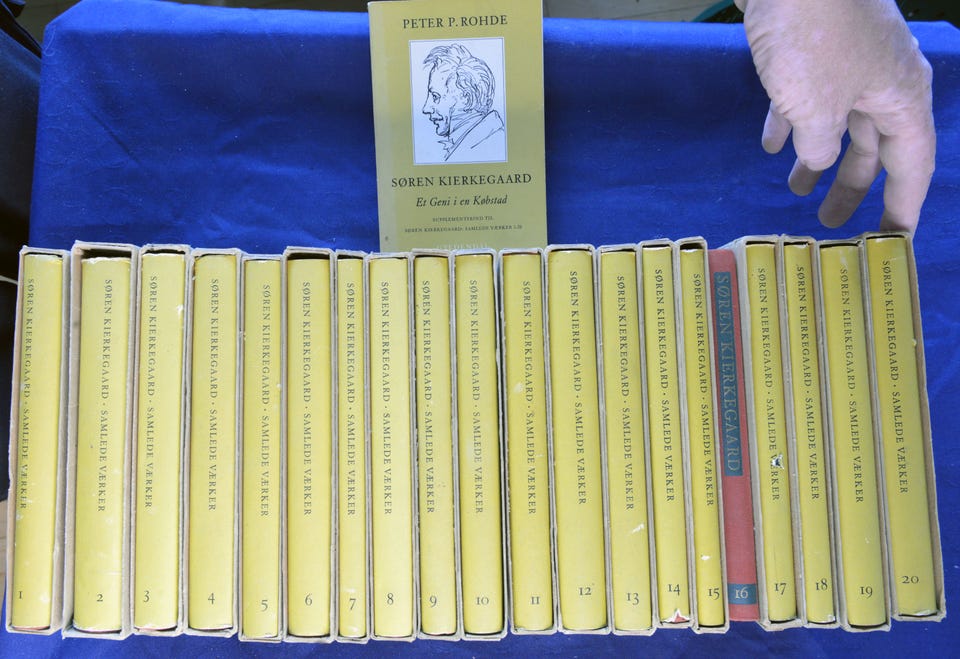 PETER P. ROHDE
SØREN KIERKEGAARD
Et Geni i en Købstad
SUPPLEMENTBIND TIL
SØREN KIERKEGAARD: SAMLEDE VÆRKER I-20
GYLDENDAL
SØREN KIERKEGAARD · SAMLEDE VÆRKER
1
SØREN KIERKEGAARD · SAMLEDE VÆRKER
2
SØREN KIERKEGAARD · SAMLEDE VÆRKER
3
SØREN KIERKEGAARD · SAMLEDE VÆRKER
4
SØREN KIERKEGAARD · SAMLEDE VÆRKER
5
SØREN KIERKEGAARD · SAMLEDE VÆRKER
6
SØREN KIERKEGAARD · SAMLEDE VÆRKER
7
SØREN KIERKEGAARD · SAMLEDE VÆRKER
8
SØREN KIERKEGAARD · SAMLEDE VÆRKER
9
SØREN KIERKEGAARD · SAMLEDE VÆRKER
10
SØREN KIERKEGAARD · SAMLEDE VÆRKER
11
SØREN KIERKEGAARD · SAMLEDE VÆRKER
12
SØREN KIERKEGAARD · SAMLEDE VÆRKER
13
SØREN KIERKEGAARD · SAMLEDE VÆRKER
14
SØREN KIERKEGAARD · SAMLEDE VÆRKER
15
SØREN KIERKEGAARD
16
SØREN KIERKEGAARD · SAMLEDE VÆRKER
17
SØREN KIERKEGAARD · SAMLEDE VÆRKER
18
SØREN KIERKEGAARD · SAMLEDE VÆRKER
19
SØREN KIERKEGAARD · SAMLEDE VÆRKER
20